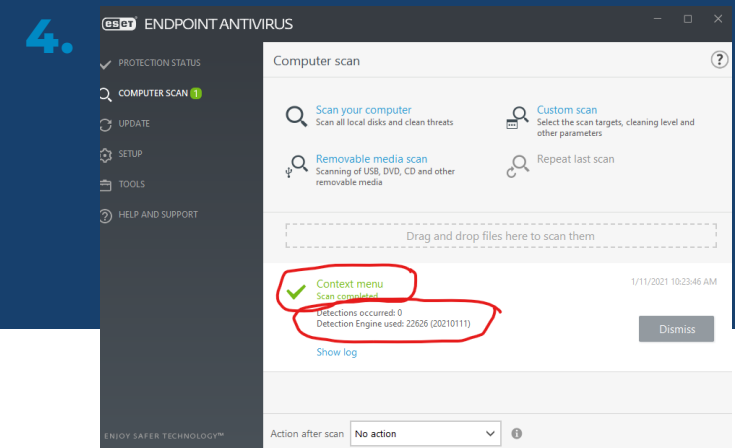 4.
eset ENDPOINT ANTIVIRUS
PROTECTION STATUS
COMPUTER SCAN 1
UPDATE
SETUP
TOOLS
HELP AND SUPPORT
ENJOY SAFER TECHNOLOGY™
Computer scan
?
Scan your computer
Scan all local disks and clean threats
Custom scan
Select the scan targets, cleaning level and
other parameters
Removable media scan
Scanning of USB, DVD, CD and other
removable media
Repeat last scan
Drag and drop files here to scan them
Context menu
Scan completed
1/11/2021 10:23:46 AM
Detections occurred: 0
Detection Engine used: 22626 (20210111)
Dismiss
Show log
Action after scan No action